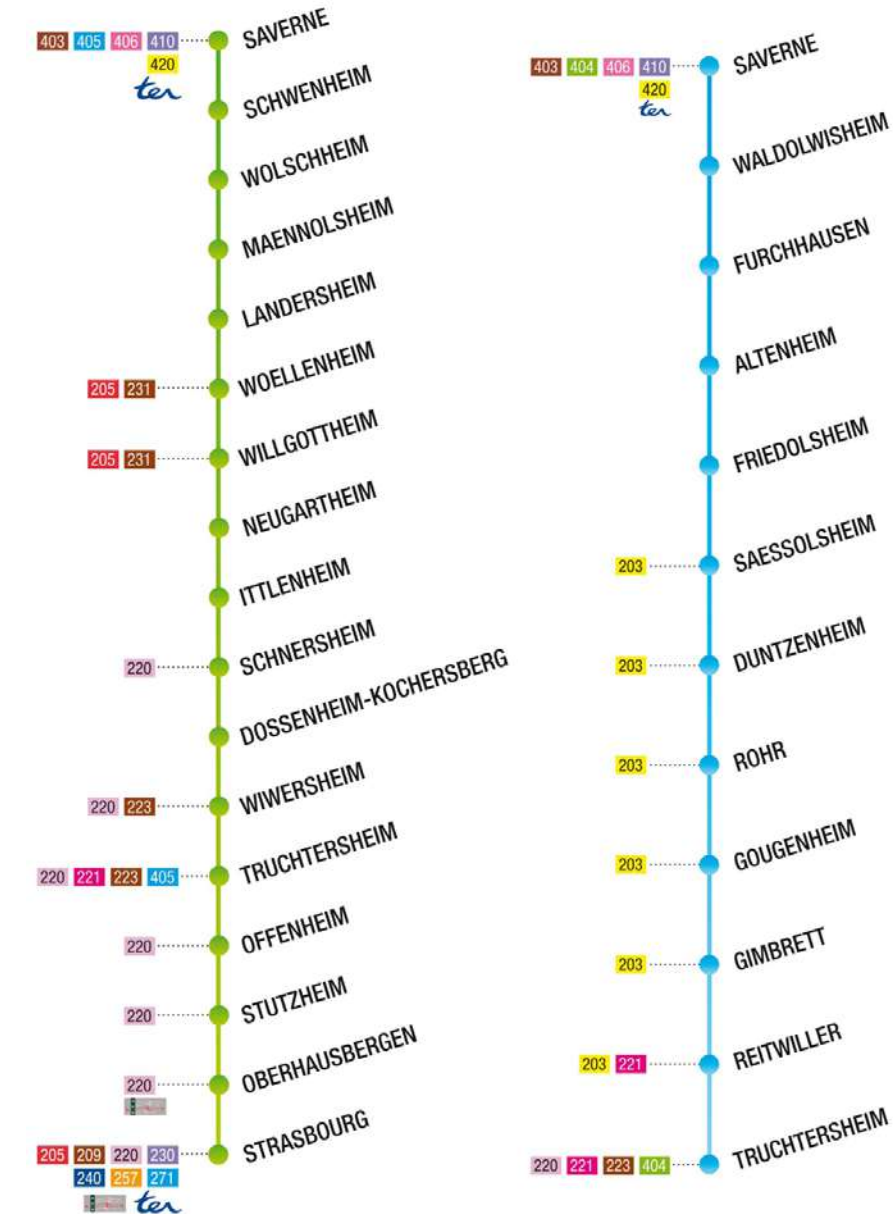 403 405 406 410 SAVERNE
420
ter
SCHWENHEIM
WOLSCHHEIM
MAENNOLSHEIM
LANDERSHEIM
205 231 WOELLENHEIM
205 231 WILLGOTTHEIM
NEUGARTHEIM
ITTLENHEIM
220 SCHNERSHEIM
DOSSENHEIM-KOCHERSBERG
220 223 WIWERSHEIM
220 221 223 405 TRUCHTERSHEIM
220 OFFENHEIM
220 STUTZHEIM
220 OBERHAUSBERGEN
205 209 220 230 STRASBOURG
240 257 271
ter
403 404 406 410 SAVERNE
420
ter
WALDOLWISHEIM
FURCHHAUSEN
ALTENHEIM
FRIEDOLSHEIM
203 SAESSOLSHEIM
203 DUNTZENHEIM
203 ROHR
203 GOUGENHEIM
203 GIMBRETT
203 221 REITWILLER
220 221 223 404 TRUCHTERSHEIM